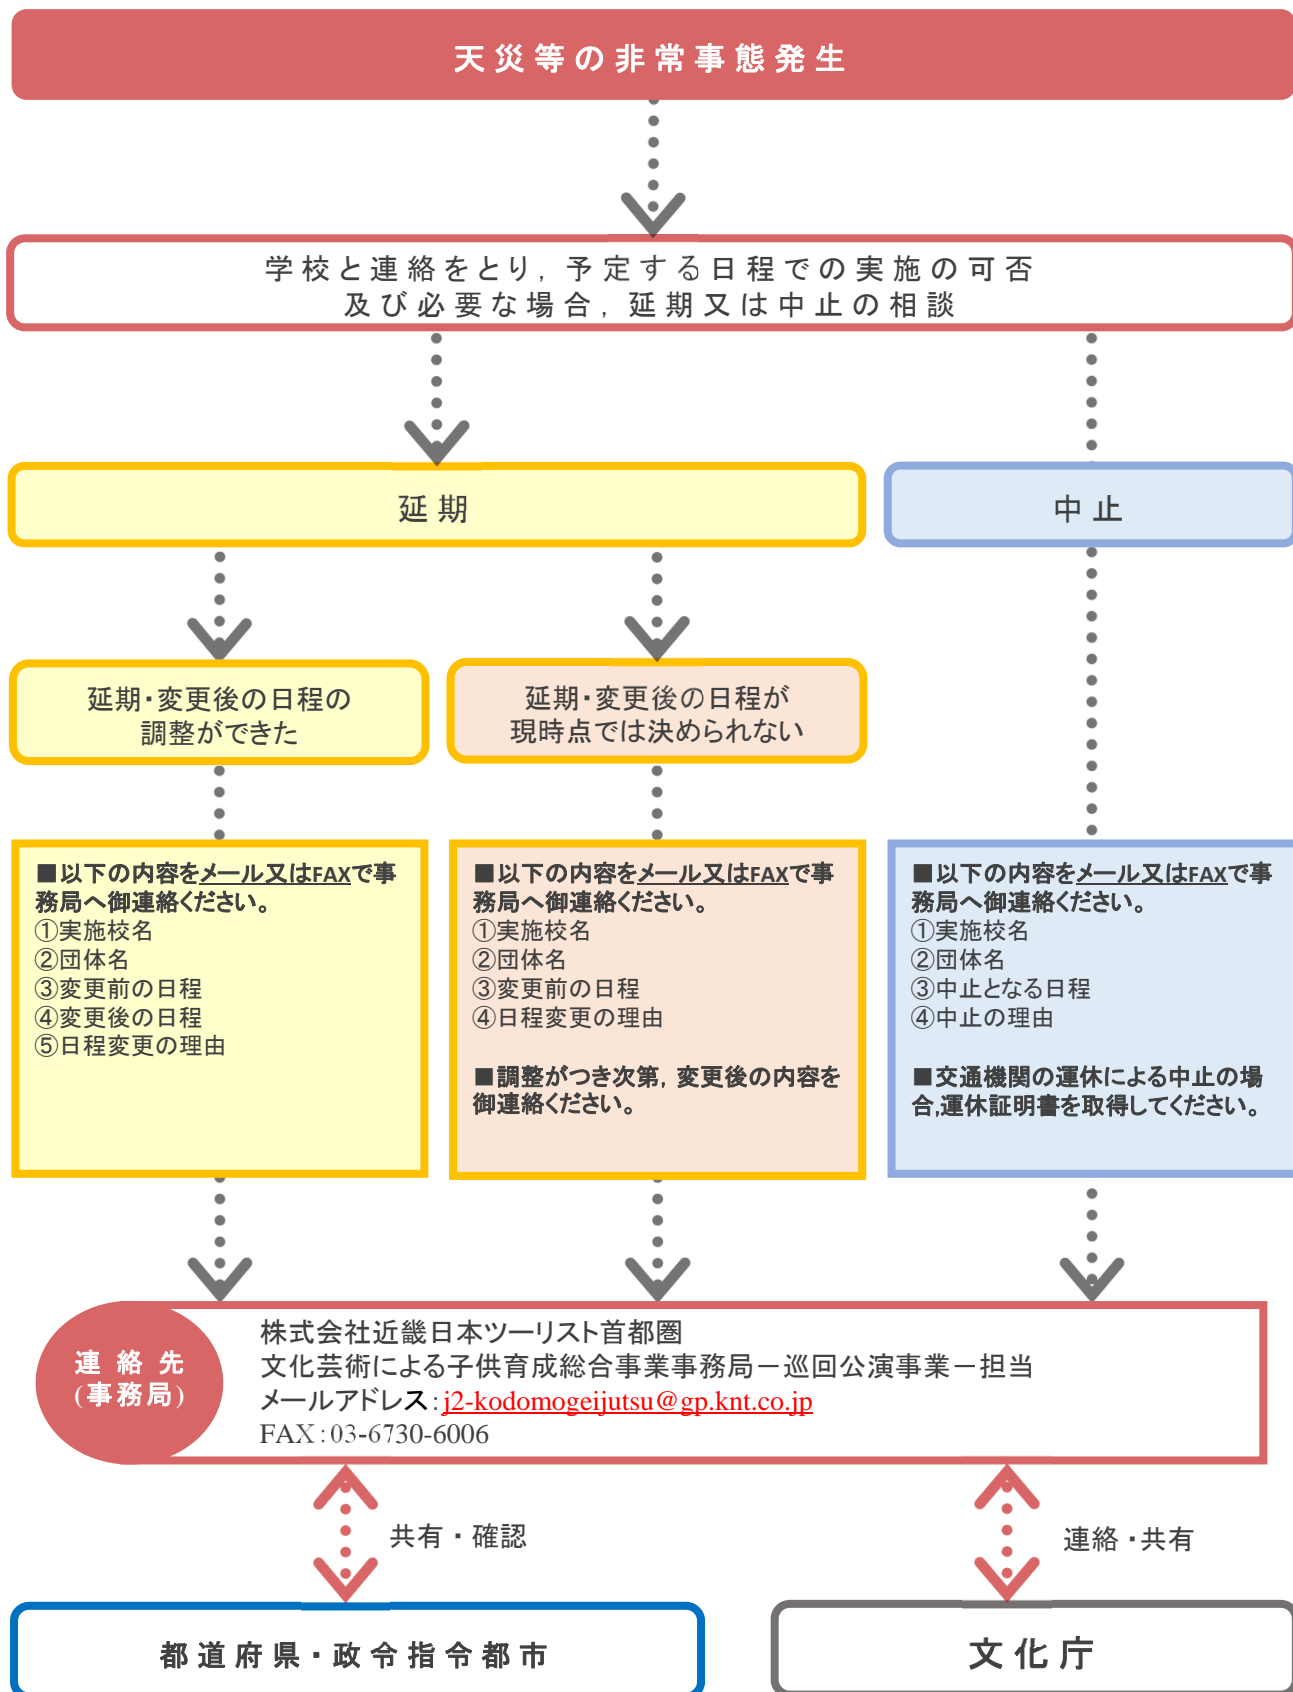 天災等の非常事態発生
学校と連絡をとり，予定する日程での実施の可否
及び必要な場合，延期又は中止の相談
延期
中止
延期・変更後の日程の
調整ができた
延期・変更後の日程が
現時点では決められない
■以下の内容をメール又はFAXで事
務局へ御連絡ください。
①実施校名
②団体名
③変更前の日程
④変更後の日程
⑤日程変更の理由
■以下の内容をメール又はFAXで事
務局へ御連絡ください。
①実施校名
②団体名
③変更前の日程
④日程変更の理由
■調整がつき次第，変更後の内容を
御連絡ください。
■以下の内容をメール又はFAXで事
務局へ御連絡ください。
①実施校名
②団体名
③中止となる日程
④中止の理由
■交通機関の運休による中止の場
合,運休証明書を取得してください。
連絡先
(事務局)
株式会社近畿日本ツーリスト首都圏
文化芸術による子供育成総合事業事務局－巡回公演事業－担当
メールアドレス：j2-kodomogeijutsu@gp.knt.co.jp
FAX：03-6730-6006
共有・確認
連絡・共有
都道府県・政令指令都市
文化庁